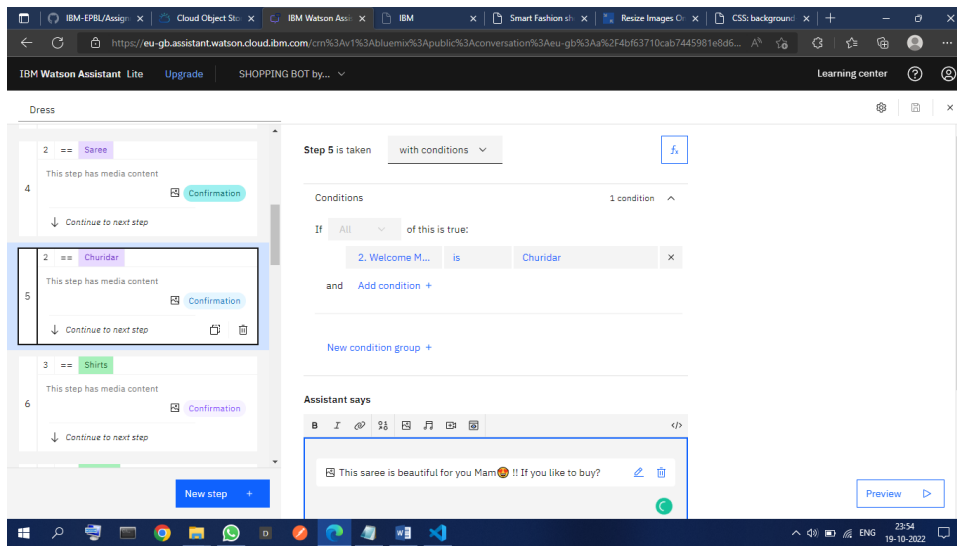 IBM-EPBL/Assign
Cloud Object Sto
IBM Watson Assis
IBM
Smart Fashion sh
Resize Images On
CSS: background
https://eu-gb.assistant.watson.cloud.ibm.com/crn%3Av1%3Abluemix%3Apublic%3Aconversation%3Aeu-gb%3Aa%2F4bf63710cab7445981e8d6...
IBM Watson Assistant Lite Upgrade SHOPPING BOT by... Learning center
Dress
2 == Saree
This step has media content
4
Confirmation
Continue to next step
2 == Churidar
This step has media content
5
Confirmation
Continue to next step
3 == Shirts
This step has media content
6
Confirmation
Continue to next step
New step +
Step 5 is taken with conditions fx
Conditions 1 condition
If All of this is true:
2. Welcome M... is Churidar ×
and Add condition +
New condition group +
Assistant says
B I </>
This saree is beautiful for you Mam🥰 !! If you like to buy?
Preview
ENG 23:54
19-10-2022